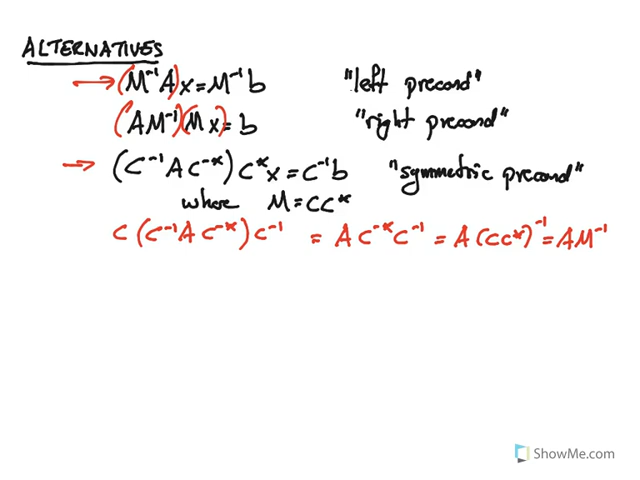 ALTERNATIVES
→ (M⁻¹A)x = M⁻¹b "left precond"
(AM⁻¹)(Mx) = b "right precond"
→ (C⁻¹AC⁻*)C*x = C⁻¹b "symmetric precond"
where M = CC*
C(C⁻¹AC⁻*)C⁻¹ = AC⁻*C⁻¹ = A(CC*)⁻¹ = AM⁻¹
ShowMe.com